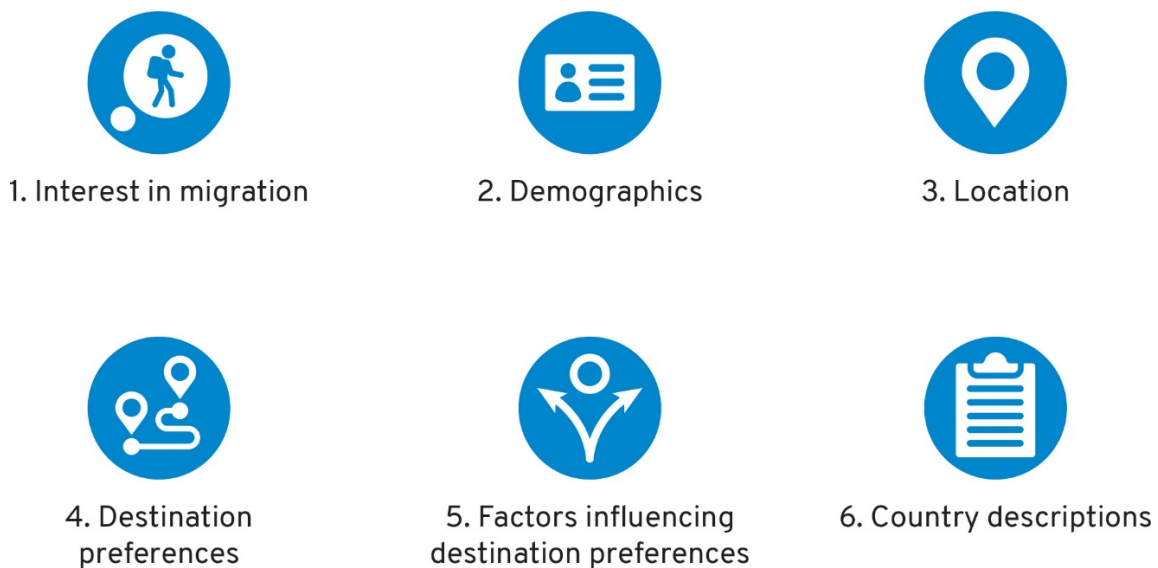 1. Interest in migration
2. Demographics
3. Location
4. Destination
preferences
5. Factors influencing
destination preferences
6. Country descriptions